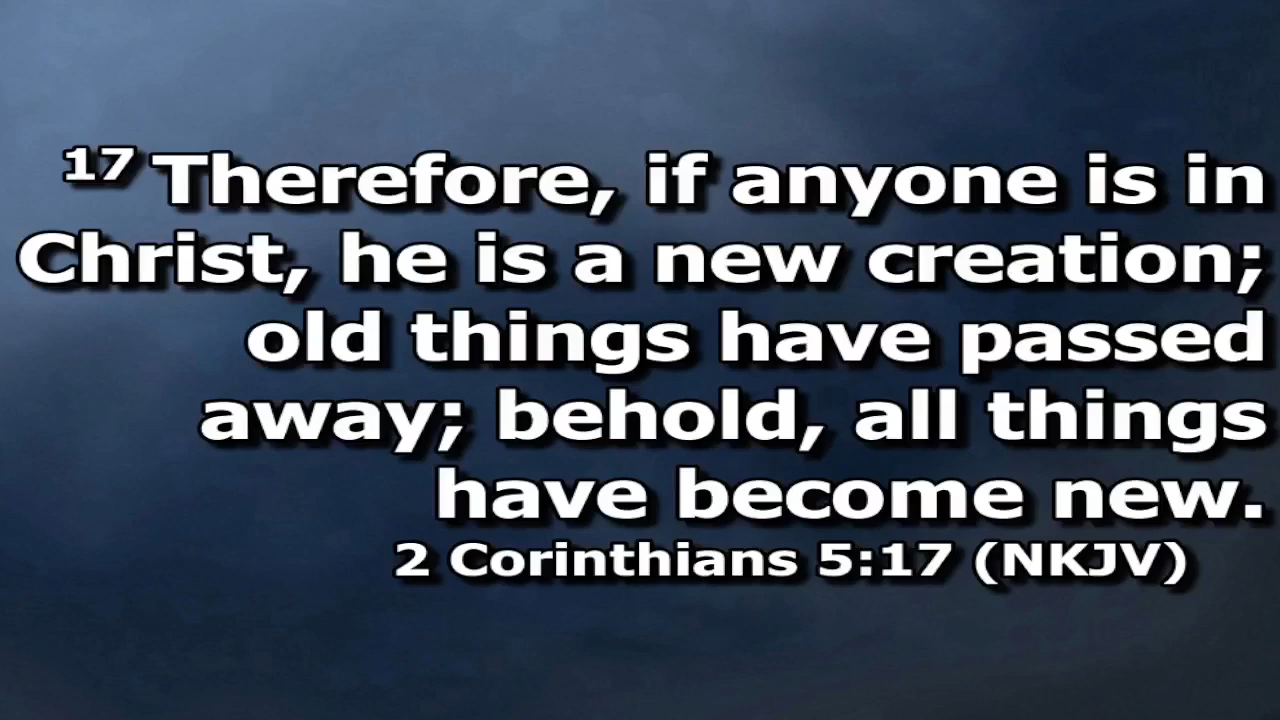 17 Therefore, if anyone is in
Christ, he is a new creation;
old things have passed
away; behold, all things
have become new.
2 Corinthians 5:17 (NKJV)